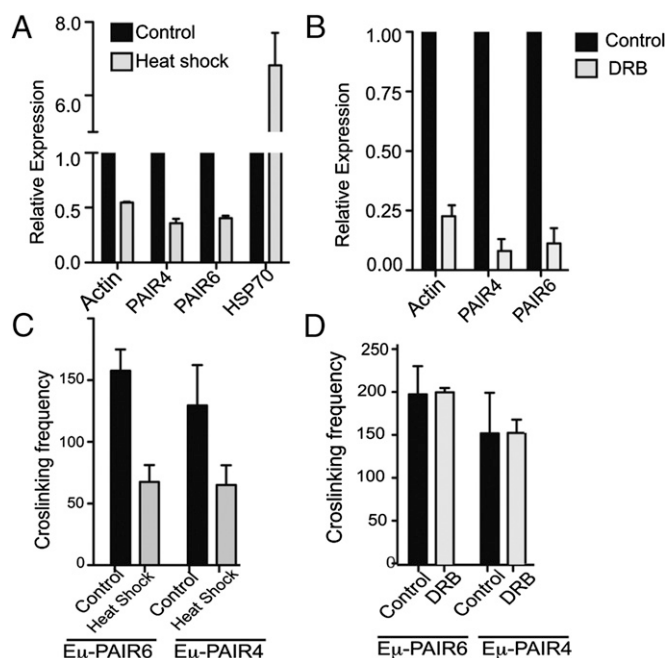 A
Control
Heat shock
Relative Expression
8.0
6.0
1.0
0.5
0.0
Actin
PAIR4
PAIR6
HSP70
B
Control
DRB
Relative Expression
1.00
0.75
0.50
0.25
0.00
Actin
PAIR4
PAIR6
C
Croslinking frequency
150
100
50
0
Control
Heat Shock
Control
Heat Shock
Eμ-PAIR6
Eμ-PAIR4
D
Croslinking frequency
250
200
150
100
50
0
Control
DRB
Control
DRB
Eμ-PAIR6
Eμ-PAIR4